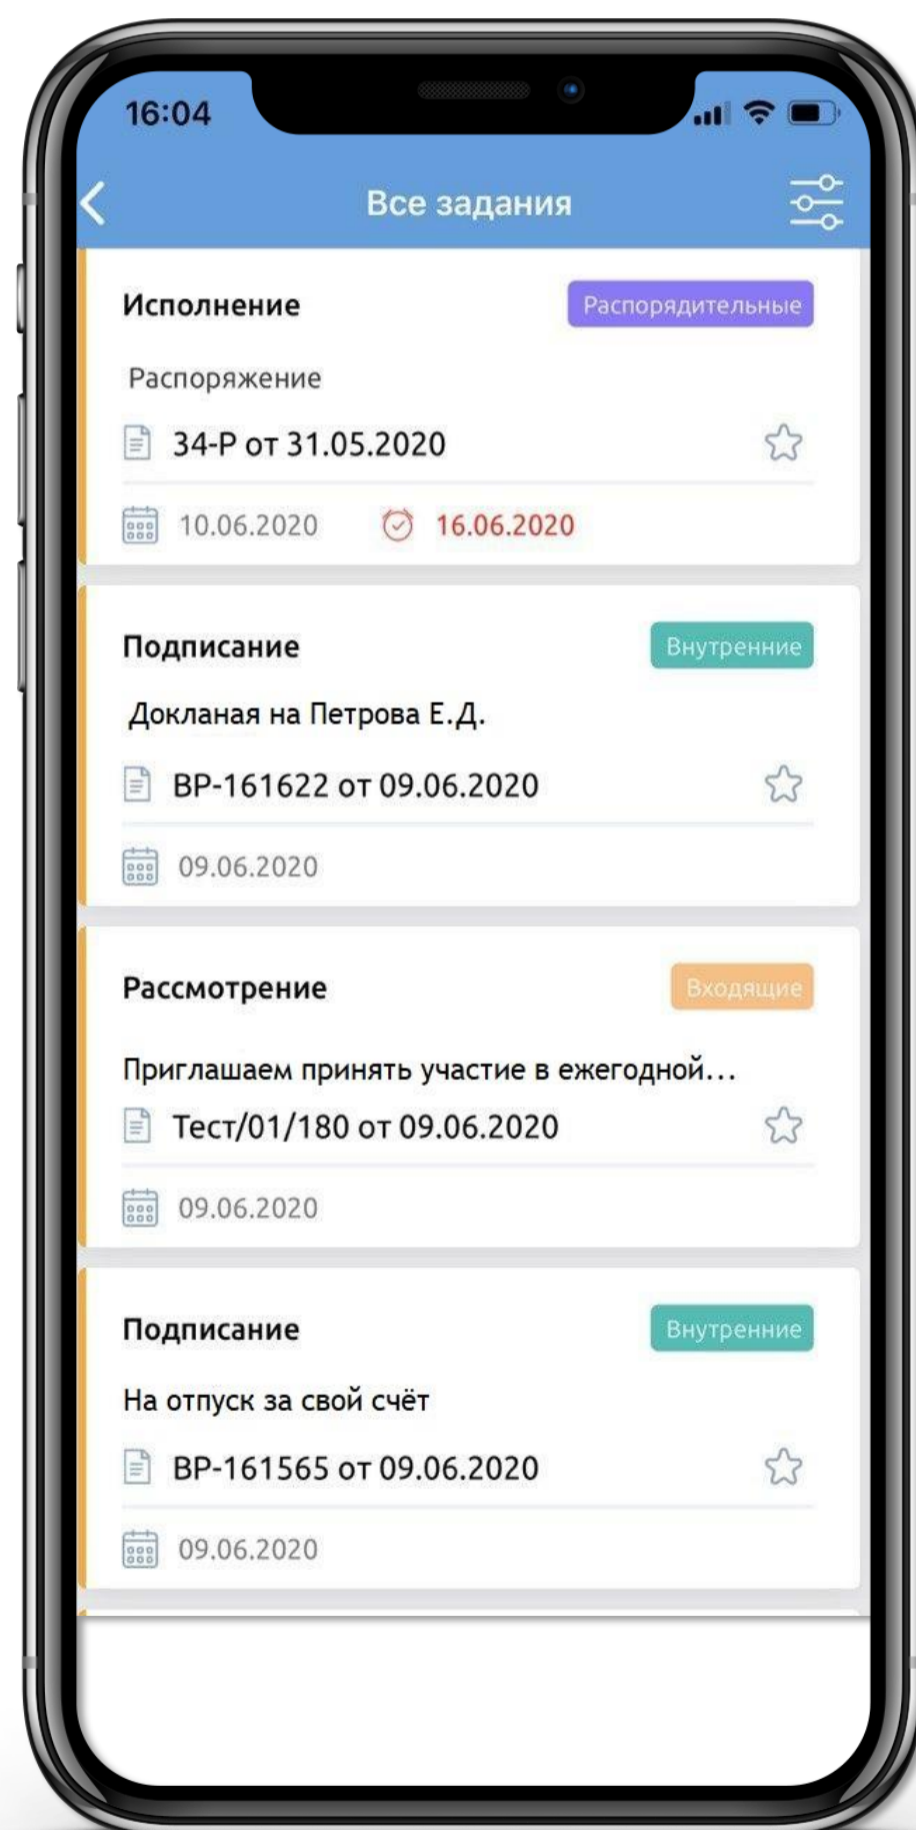 16:04
Все задания
Исполнение
Распорядительные
Распоряжение
34-Р от 31.05.2020
10.06.2020
16.06.2020
Подписание
Внутренние
Докланая на Петрова Е.Д.
ВР-161622 от 09.06.2020
09.06.2020
Рассмотрение
Входящие
Приглашаем принять участие в ежегодной...
Тест/01/180 от 09.06.2020
09.06.2020
Подписание
Внутренние
На отпуск за свой счёт
ВР-161565 от 09.06.2020
09.06.2020